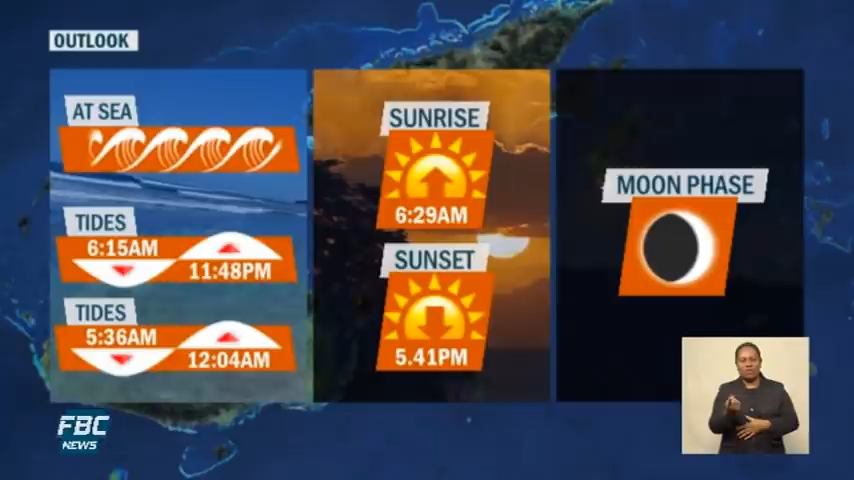 OUTLOOK
AT SEA
TIDES
6:15AM
11:48PM
TIDES
5:36AM
12:04AM
SUNRISE
6:29AM
SUNSET
5.41PM
MOON PHASE
FBC
NEWS